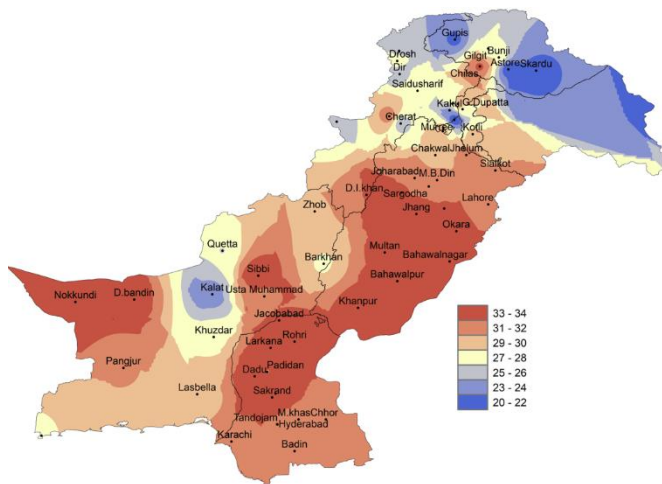 Gupis
Drosh
Gilgit
Bunji
Dir
Astore
Skardu
Chilas
Saidusharif
Kakul
G.Dupatta
Cherat
Murree
Kotli
Chakwal
Jhelum
Sialkot
Joharabad
M.B.Din
D.I.khan
Sargodha
Lahore
Zhob
Jhang
Okara
Quetta
Multan
Barkhan
Bahawalnagar
Sibbi
Bahawalpur
Nokkundi
D.bandin
Kalat
Usta Muhammad
Khanpur
Jacobabad
Khuzdar
Rohri
Larkana
Pangjur
Dadu
Padidan
Lasbella
Sakrand
Tandojam
M.khas
Chhor
Hyderabad
Karachi
Badin
33 - 34
31 - 32
29 - 30
27 - 28
25 - 26
23 - 24
20 - 22